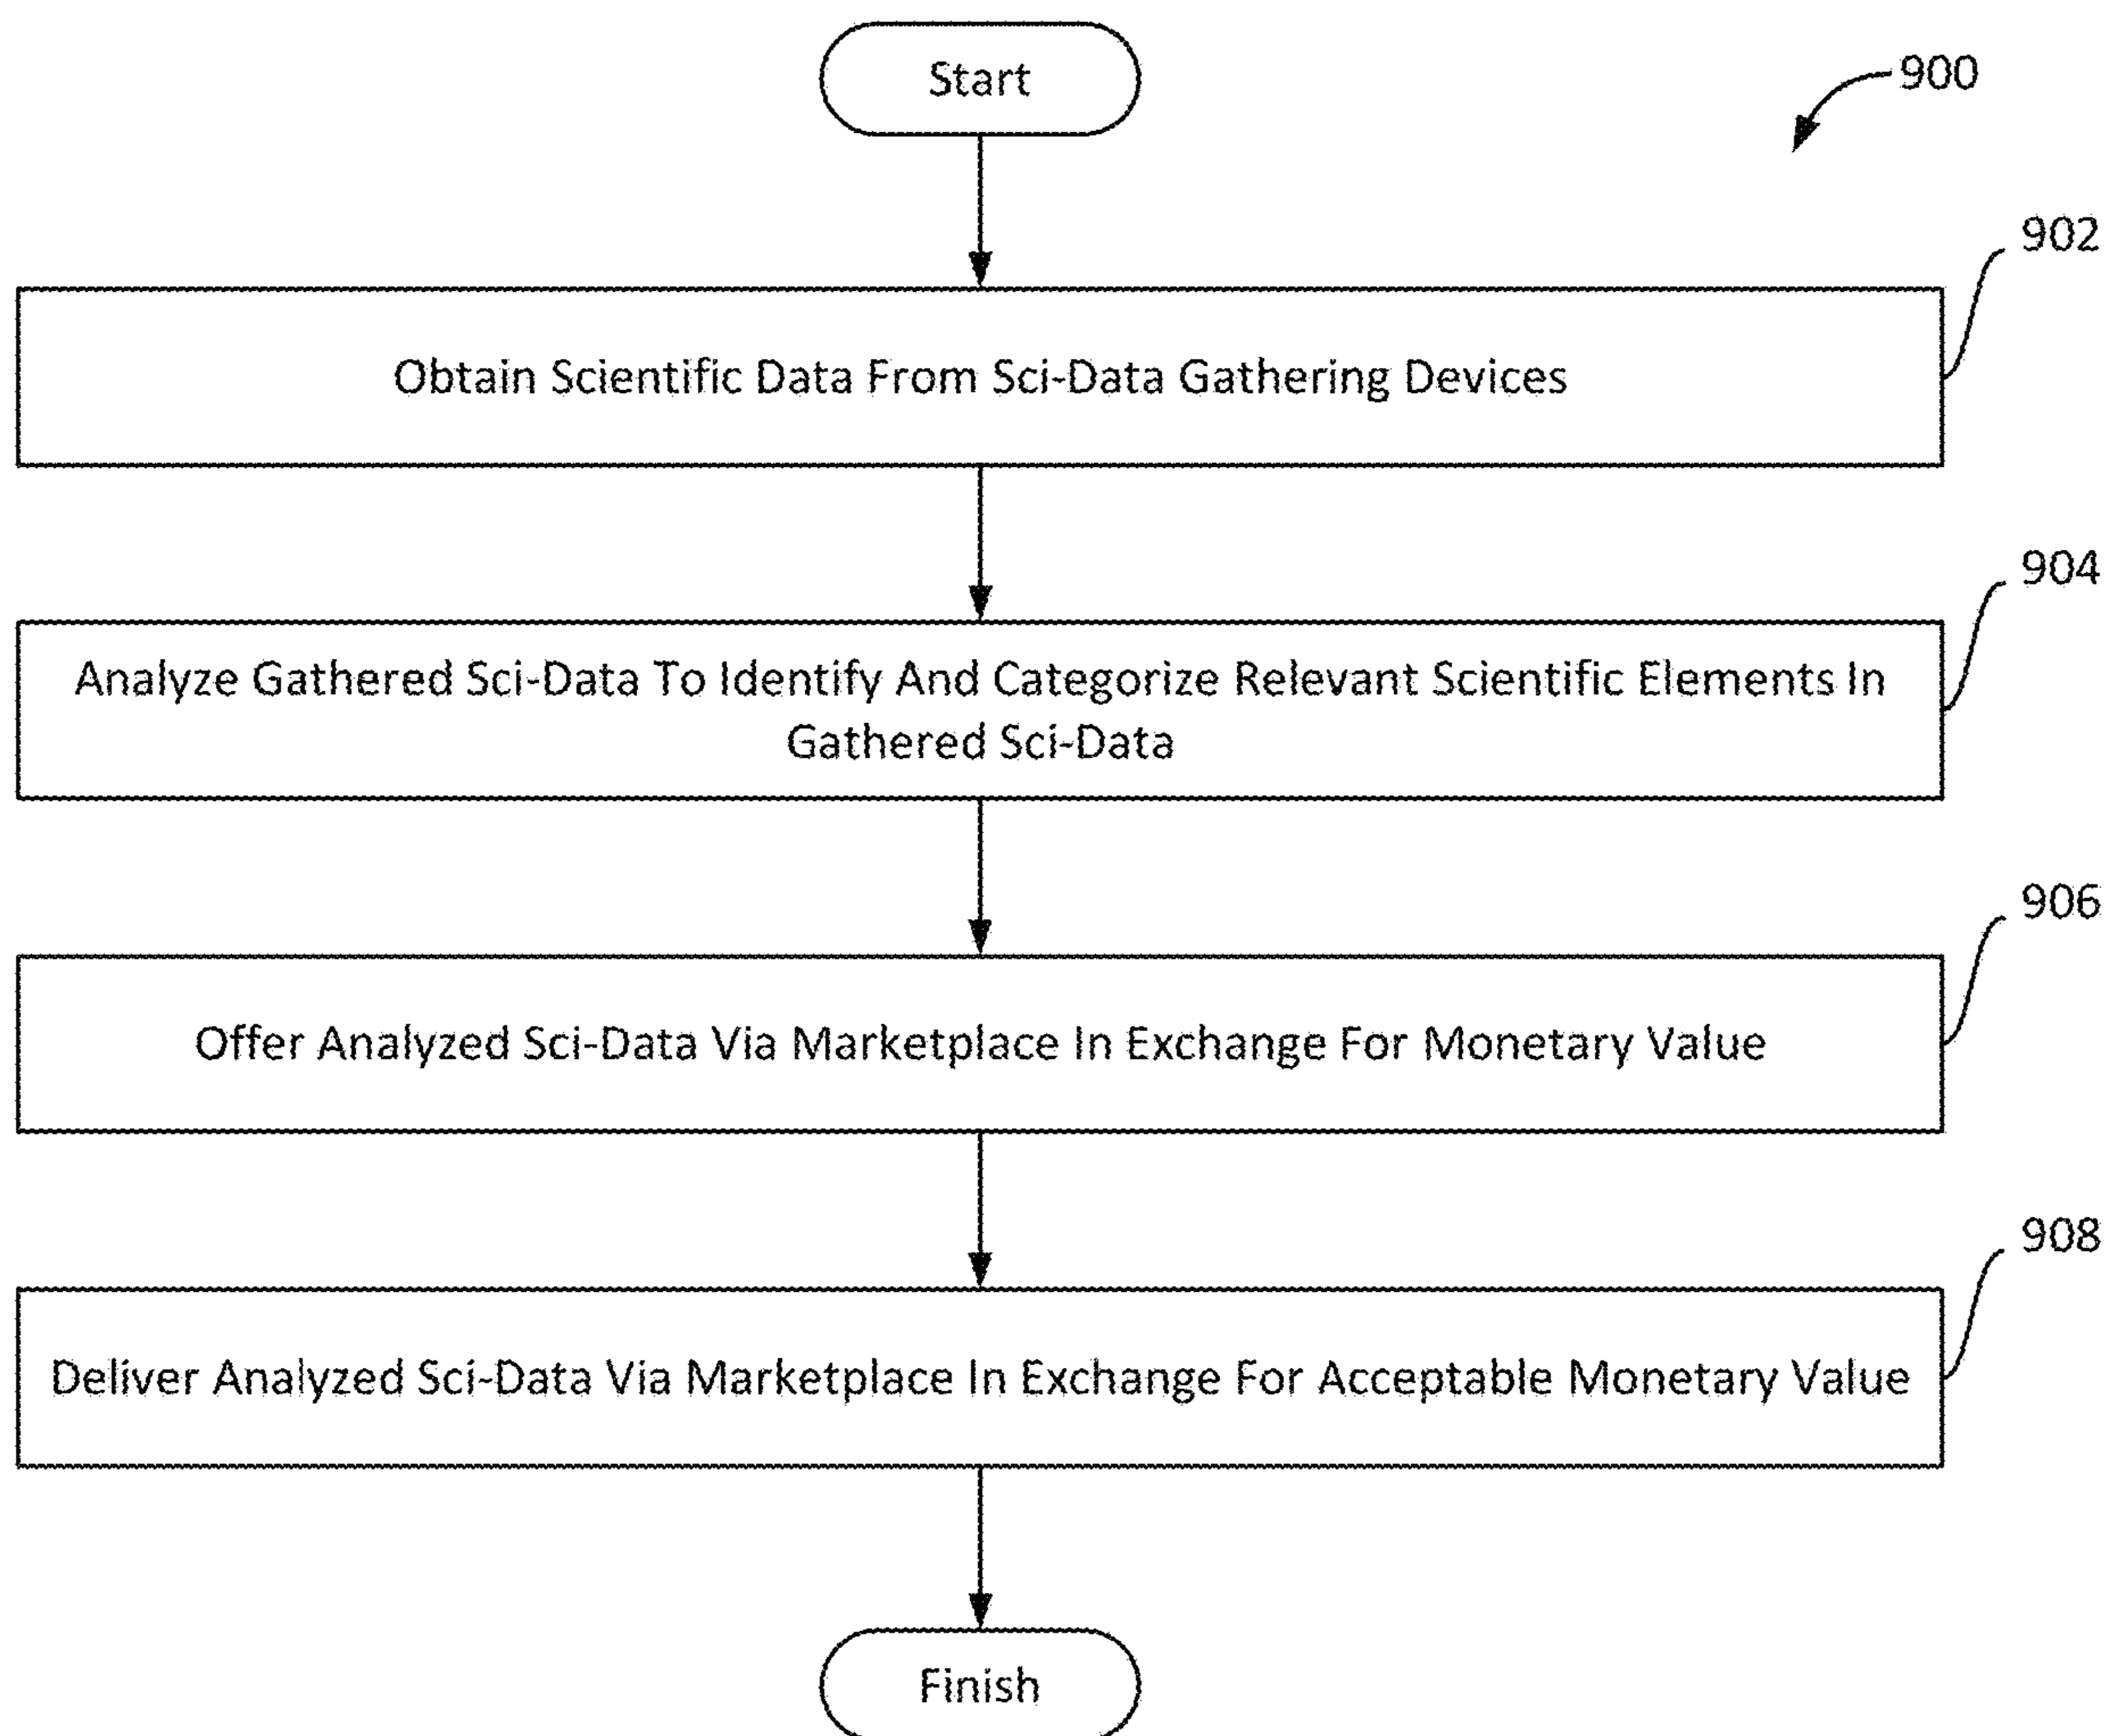 Start
900
902
Obtain Scientific Data From Sci-Data Gathering Devices
904
Analyze Gathered Sci-Data To Identify And Categorize Relevant Scientific Elements In
Gathered Sci-Data
906
Offer Analyzed Sci-Data Via Marketplace In Exchange For Monetary Value
908
Deliver Analyzed Sci-Data Via Marketplace In Exchange For Acceptable Monetary Value
Finish